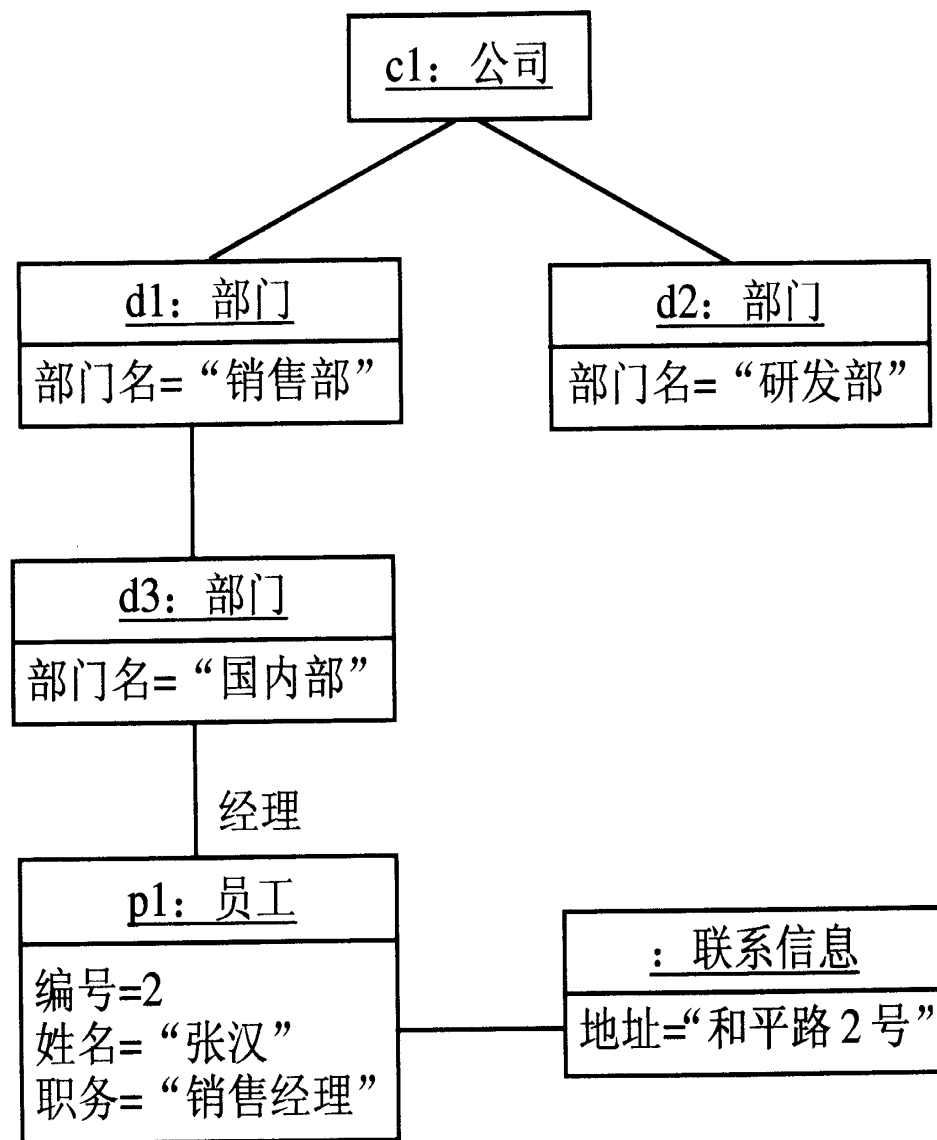 c1：公司
d1：部门
部门名=“销售部”
d2：部门
部门名=“研发部”
d3：部门
部门名=“国内部”
经理
p1：员工
编号=2
姓名=“张汉”
职务=“销售经理”
：联系信息
地址=“和平路2号”